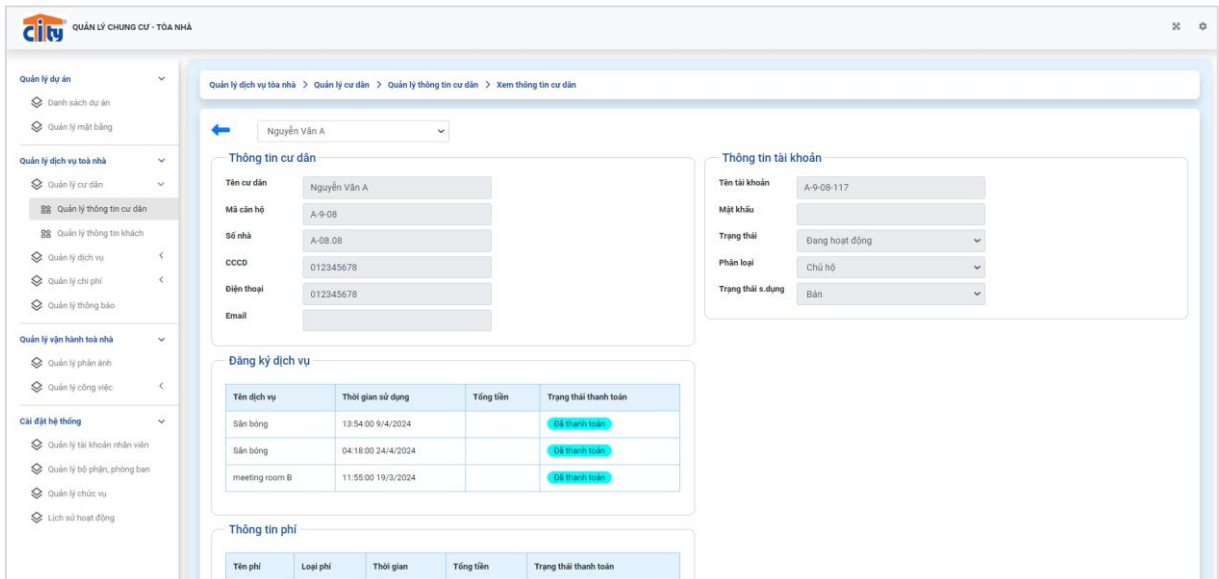 city QUẢN LÝ CHUNG CƯ - TÒA NHÀ
Quản lý dự án
Danh sách dự án
Quản lý mặt bằng
Quản lý dịch vụ toà nhà
Quản lý cư dân
Quản lý thông tin cư dân
Quản lý thông tin khách
Quản lý dịch vụ
Quản lý chi phí
Quản lý thông báo
Quản lý vận hành toà nhà
Quản lý phản ánh
Quản lý công việc
Cài đặt hệ thống
Quản lý tài khoản nhân viên
Quản lý bộ phận, phòng ban
Quản lý chức vụ
Lịch sử hoạt động
Quản lý dịch vụ tòa nhà > Quản lý cư dân > Quản lý thông tin cư dân > Xem thông tin cư dân
Nguyễn Văn A
Thông tin cư dân
Tên cư dân Nguyễn Văn A
Mã căn hộ A-9-08
Số nhà A-08.08
CCCD 012345678
Điện thoại 012345678
Email
Thông tin tài khoản
Tên tài khoản A-9-08-117
Mật khẩu
Trạng thái Đang hoạt động
Phân loại Chủ hộ
Trạng thái s.dụng Bán
Đăng ký dịch vụ
Tên dịch vụ Thời gian sử dụng Tổng tiền Trạng thái thanh toán
Sân bóng 13:54:00 9/4/2024 Đã thanh toán
Sân bóng 04:18:00 24/4/2024 Đã thanh toán
meeting room B 11:55:00 19/3/2024 Đã thanh toán
Thông tin phí
Tên phí Loại phí Thời gian Tổng tiền Trạng thái thanh toán